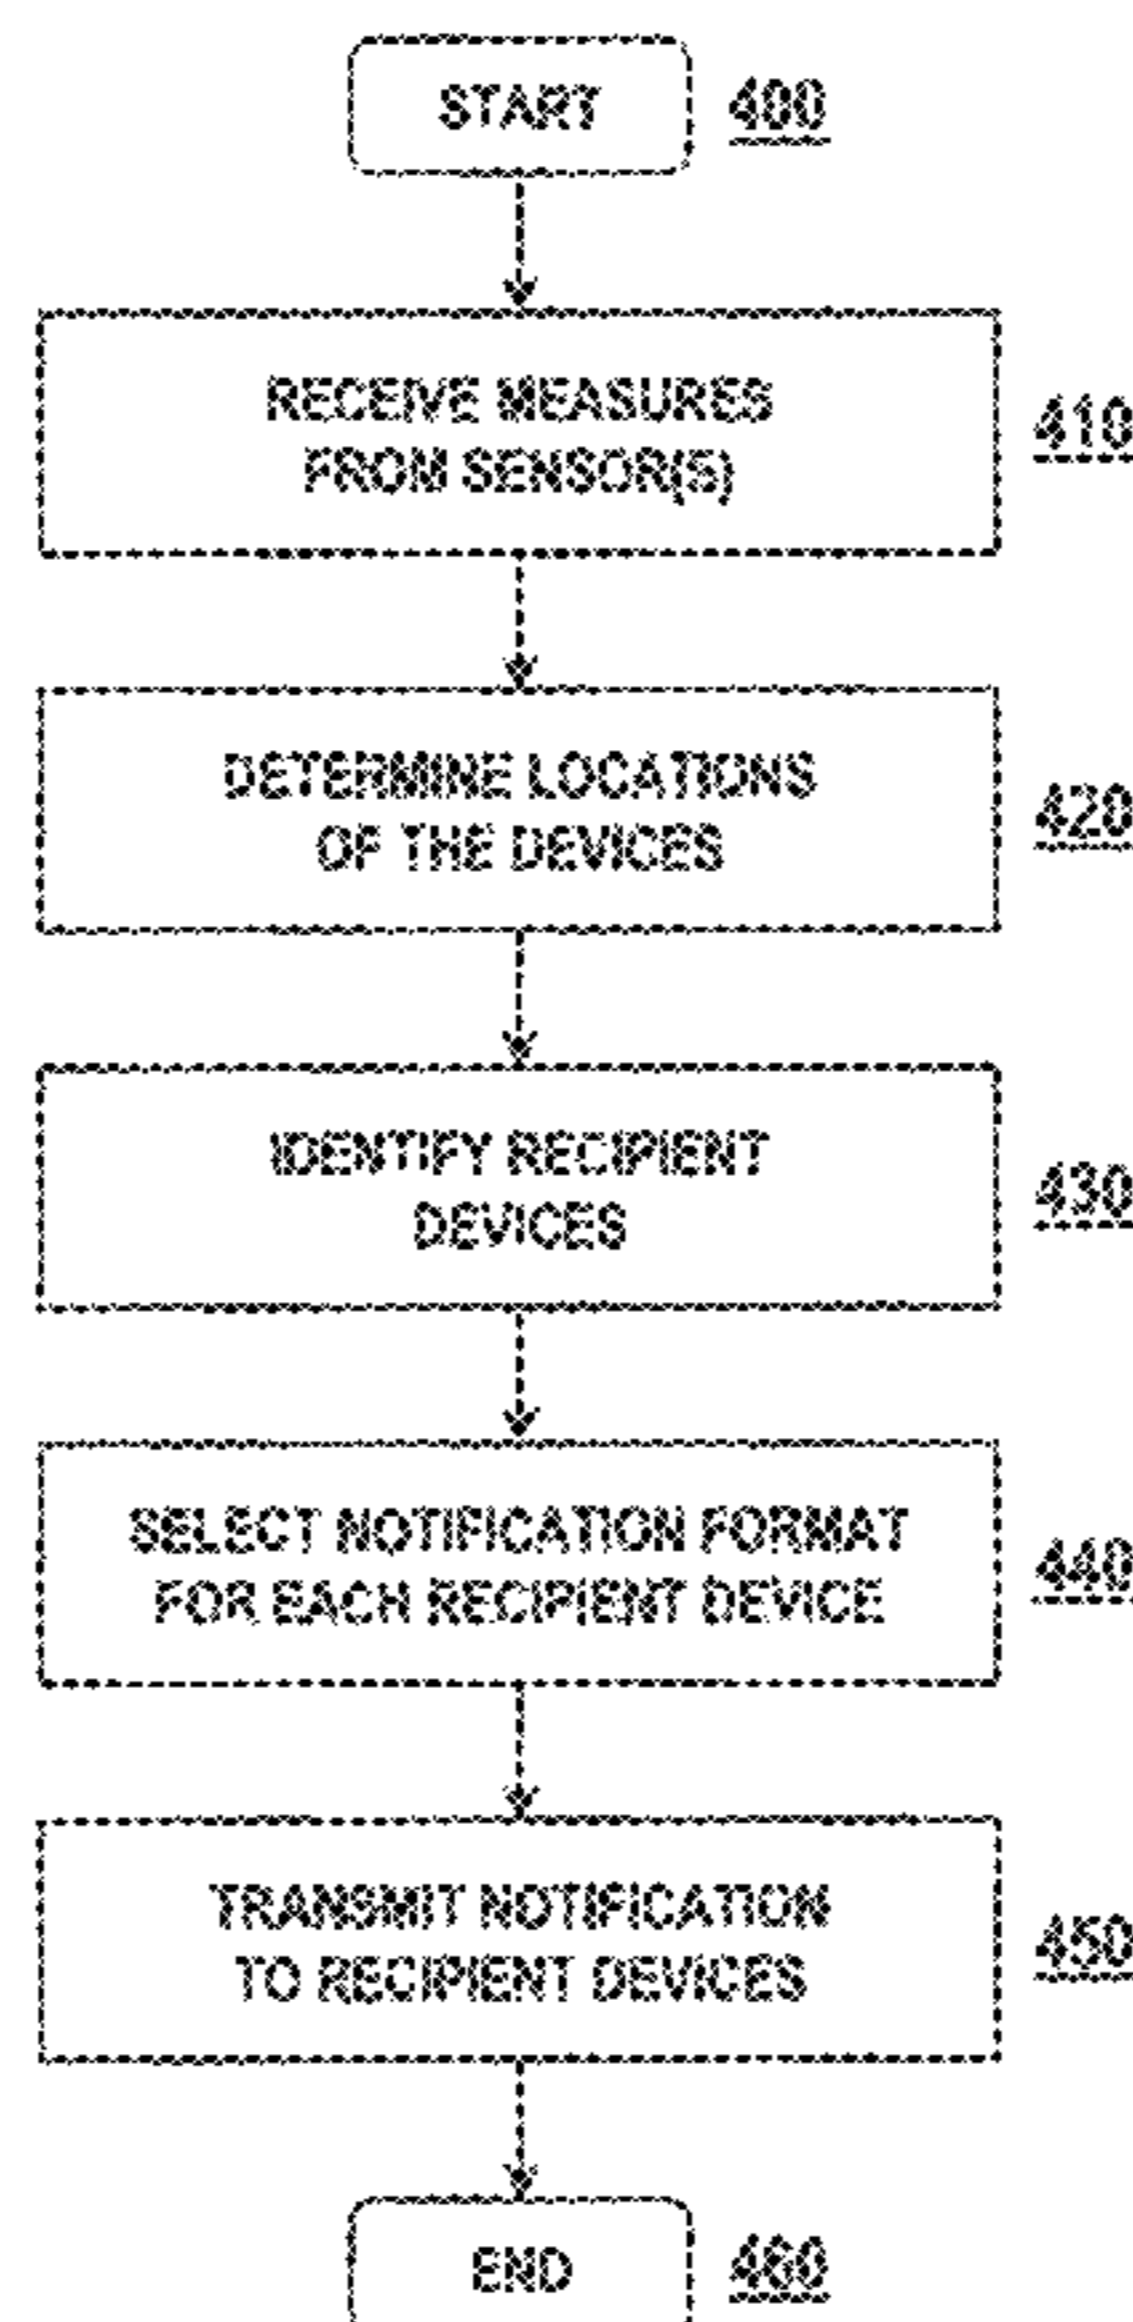 START 400
RECEIVE MEASURES
FROM SENSOR(S) 410
DETERMINE LOCATIONS
OF THE DEVICES 420
IDENTIFY RECIPIENT
DEVICES 430
SELECT NOTIFICATION FORMAT
FOR EACH RECIPIENT DEVICE 440
TRANSMIT NOTIFICATION
TO RECIPIENT DEVICES 450
END 460